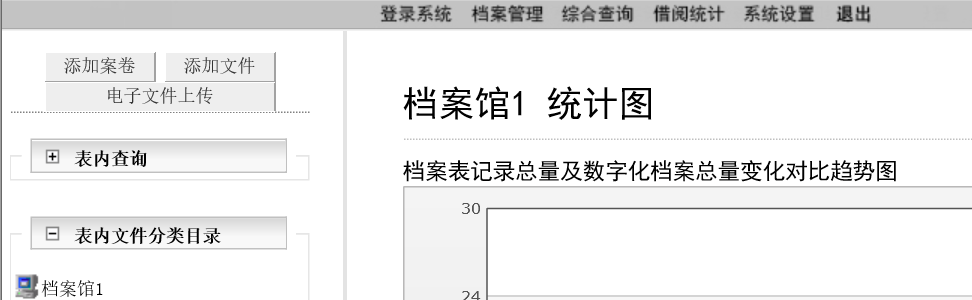 登录系统 档案管理 综合查询 借阅统计 系统设置 退出
添加案卷 添加文件
电子文件上传
表内查询
表内文件分类目录
档案馆1
档案馆1 统计图
档案表记录总量及数字化档案总量变化对比趋势图
30
24